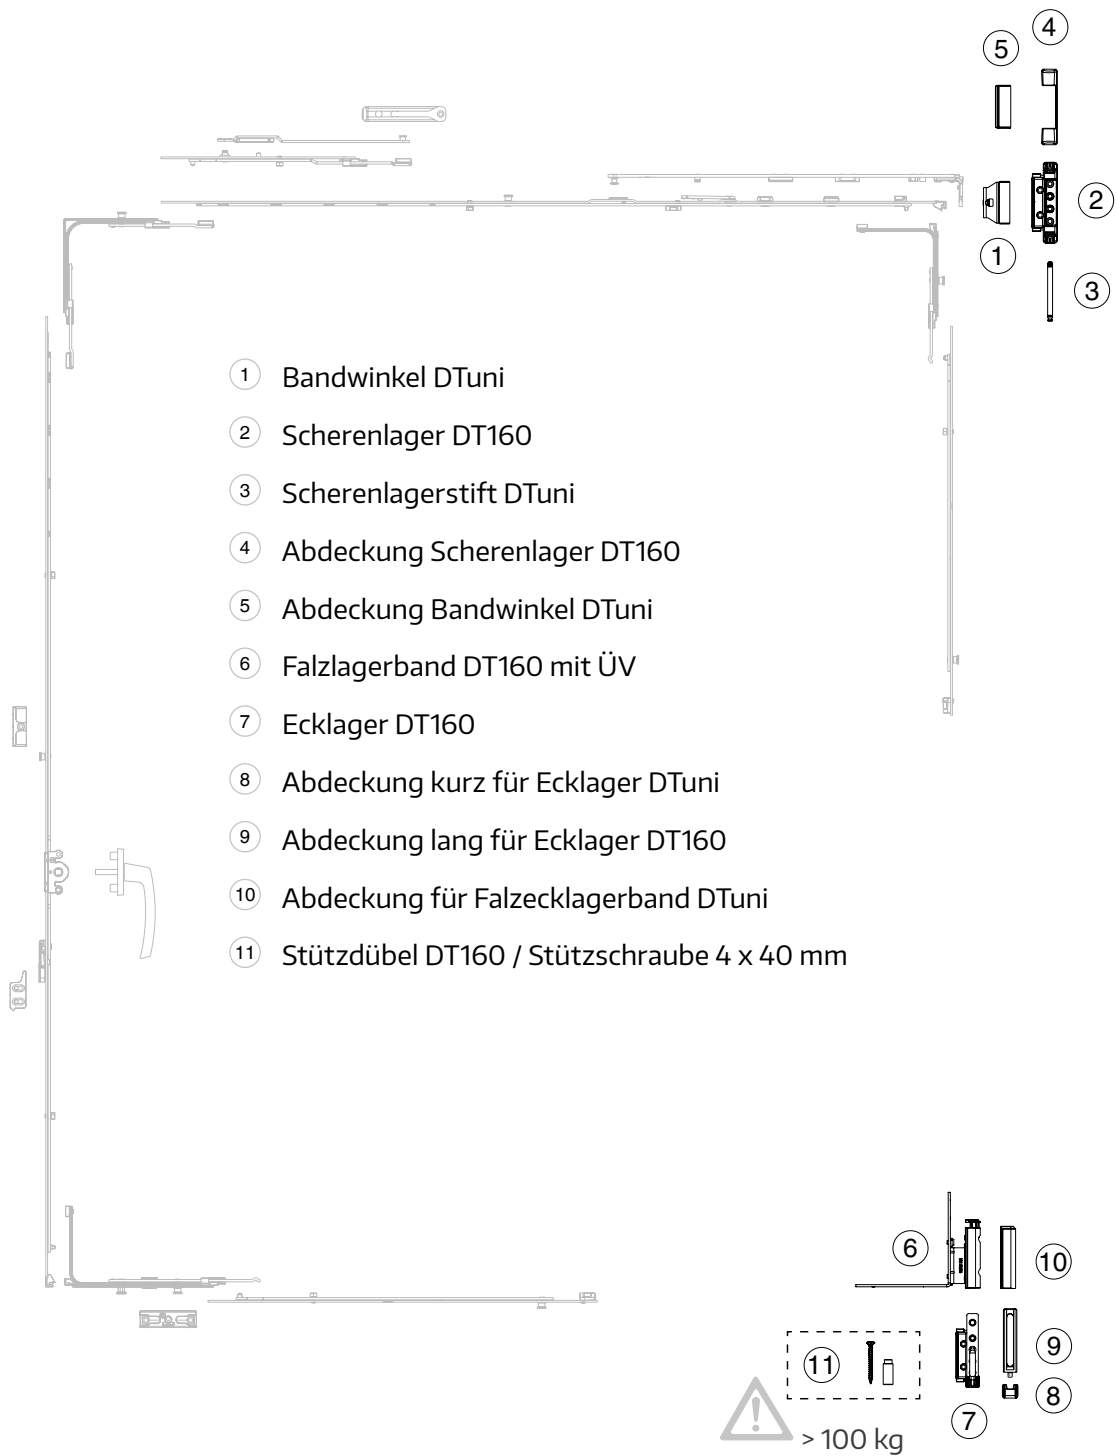 4
5
2
1
3
1 Bandwinkel DTuni
2 Scherenlager DT160
3 Scherenlagerstift DTuni
4 Abdeckung Scherenlager DT160
5 Abdeckung Bandwinkel DTuni
6 Falzlagerband DT160 mit ÜV
7 Ecklager DT160
8 Abdeckung kurz für Ecklager DTuni
9 Abdeckung lang für Ecklager DT160
10 Abdeckung für Falzecklagerband DTuni
11 Stützdübel DT160 / Stützschraube 4 x 40 mm
6
10
9
11
8
7
> 100 kg